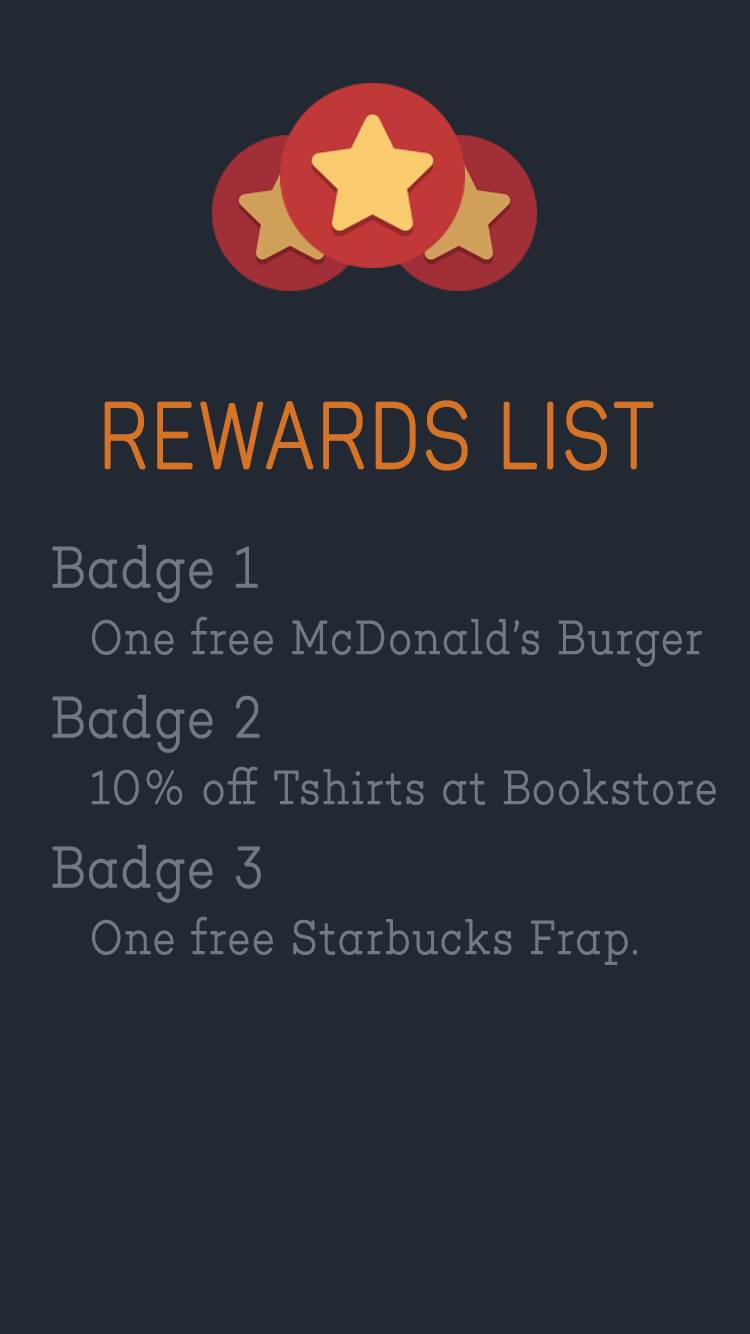 REWARDS LIST
Badge 1
One free McDonald’s Burger
Badge 2
10% off Tshirts at Bookstore
Badge 3
One free Starbucks Frap.